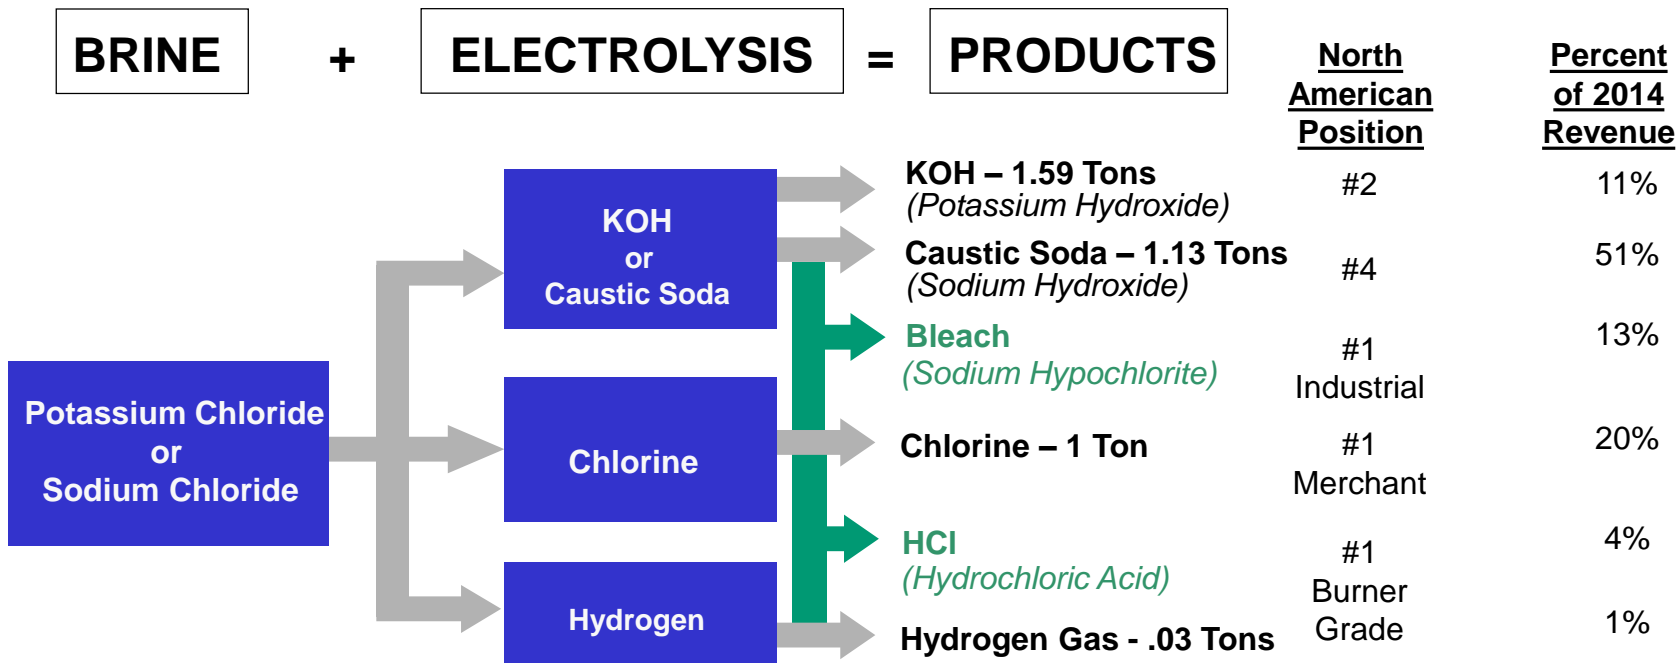 BRINE + ELECTROLYSIS = PRODUCTS
North
American
Position
Percent
of 2014
Revenue
Potassium Chloride
or
Sodium Chloride
KOH
or
Caustic Soda
Chlorine
Hydrogen
KOH – 1.59 Tons
(Potassium Hydroxide)
#2
11%
Caustic Soda – 1.13 Tons
(Sodium Hydroxide)
#4
51%
Bleach
(Sodium Hypochlorite)
#1
Industrial
13%
Chlorine – 1 Ton
#1
Merchant
20%
HCl
(Hydrochloric Acid)
#1
Burner
Grade
4%
Hydrogen Gas - .03 Tons
1%